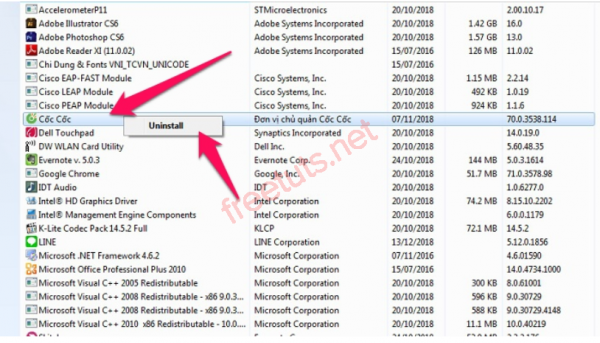 AccelerometerP11 STMicroelectronics 20/10/2018 2.00.10.17
Adobe Illustrator CS6 Adobe Systems Incorporated 20/10/2018 1.42 GB 16.0
Adobe Photoshop CS6 Adobe Systems Incorporated 20/10/2018 2.28 GB 13.0
Adobe Reader XI (11.0.02) Adobe Systems Incorporated 15/07/2016 126 MB 11.0.02
Chi Dung & Fonts VNI_TCVN_UNICODE 15/07/2016
Cisco EAP-FAST Module Cisco Systems, Inc. 20/10/2018 1.15 MB 2.2.14
Cisco LEAP Module Cisco Systems, Inc. 20/10/2018 492 KB 1.0.19
Cisco PEAP Module Cisco Systems, Inc. 20/10/2018 924 KB 1.1.6
Cốc Cốc Đơn vị chủ quản Cốc Cốc 07/11/2018 70.0.3538.114
Uninstall
Dell Touchpad Synaptics Incorporated 20/10/2018 14.0.19.0
DW WLAN Card Utility Dell Inc. 20/10/2018 5.60.48.35
Evernote v. 5.0.3 Evernote Corp. 20/10/2018 144 MB 5.0.3.1614
Google Chrome Google, Inc. 20/10/2018 51.7 MB 71.0.3578.98
IDT Audio IDT 20/10/2018 1.0.6277.0
Intel® HD Graphics Driver Intel Corporation 20/10/2018 74.2 MB 8.15.10.2202
Intel® Management Engine Components Intel Corporation 20/10/2018 6.0.0.1179
K-Lite Codec Pack 14.5.2 Full KLCP 20/10/2018 72.1 MB 14.5.2
LINE LINE Corporation 13/12/2018 5.12.0.1856
Microsoft .NET Framework 4.6.2 Microsoft Corporation 15/07/2016 4.6.01590
Microsoft Office Professional Plus 2010 Microsoft Corporation 15/07/2016 14.0.4734.1000
Microsoft Visual C++ 2005 Redistributable Microsoft Corporation 20/10/2018 300 KB 8.0.61001
Microsoft Visual C++ 2008 Redistributable - x86 9.0.3... Microsoft Corporation 20/10/2018 596 KB 9.0.30729
Microsoft Visual C++ 2008 Redistributable - x86 9.0.3... Microsoft Corporation 20/10/2018 600 KB 9.0.30729.4148
Microsoft Visual C++ 2010 x86 Redistributable - 10.0.... Microsoft Corporation 20/10/2018 11.1 MB 10.0.40219
freetuts.net